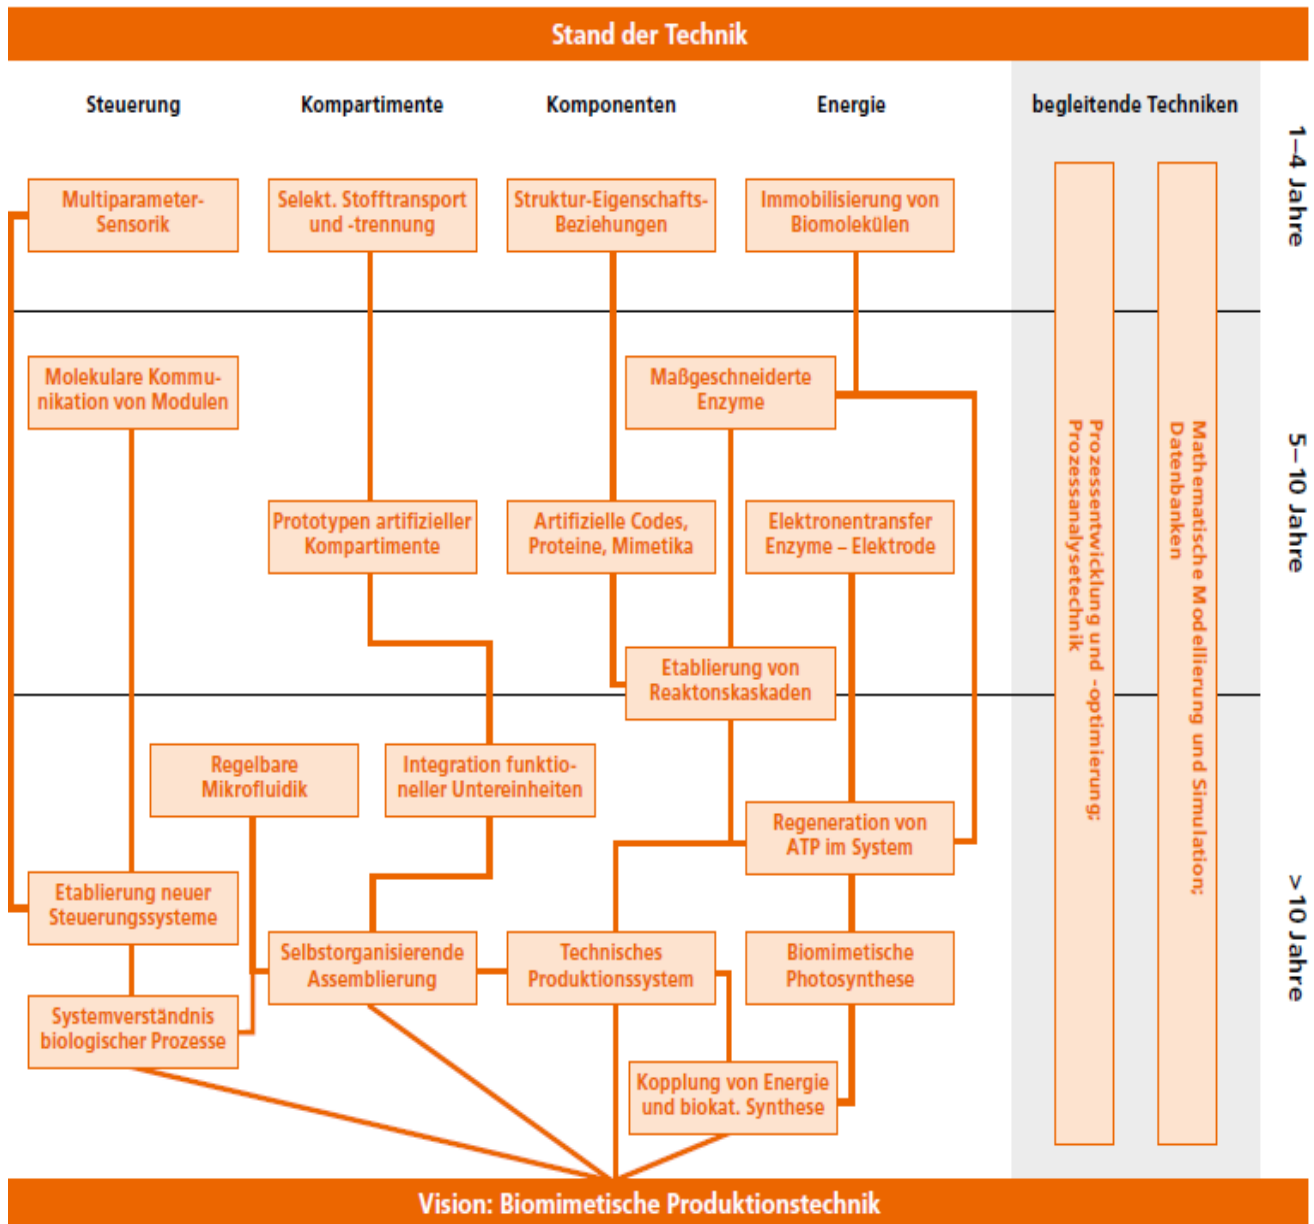 Stand der Technik
Steuerung
Kompartimente
Komponenten
Energie
begleitende Techniken
1–4 Jahre
Multiparameter-
Sensorik
Selekt. Stofftransport
und -trennung
Struktur-Eigenschafts-
Beziehungen
Immobilisierung von
Biomolekülen
Molekulare Kommu-
nikation von Modulen
Maßgeschneiderte
Enzyme
Prozessentwicklung und -optimierung;
Prozessanalysetechnik
Mathematische Modellierung und Simulation;
Datenbanken
5–10 Jahre
Prototypen artifizieller
Kompartimente
Artifizielle Codes,
Proteine, Mimetika
Elektronentransfer
Enzyme – Elektrode
Etablierung von
Reaktonskaskaden
Regelbare
Mikrofluidik
Integration funktio-
neller Untereinheiten
Regeneration von
ATP im System
>10 Jahre
Etablierung neuer
Steuerungssysteme
Selbstorganisierende
Assemblierung
Technisches
Produktionssystem
Biomimetische
Photosynthese
Systemverständnis
biologischer Prozesse
Kopplung von Energie
und biokat. Synthese
Vision: Biomimetische Produktionstechnik